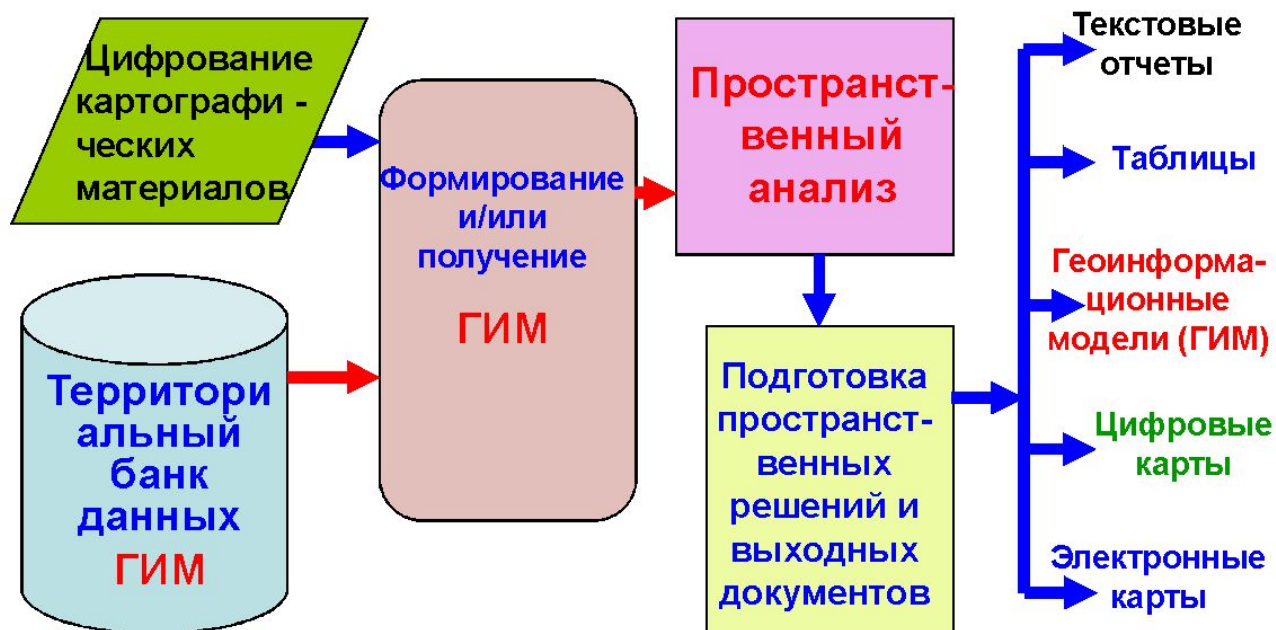 Цифрование
картографи -
ческих
материалов
Территори
альный
банк
данных
ГИМ
Формирование
и/или
получение
ГИМ
Пространст-
венный
анализ
Подготовка
пространст-
венных
решений и
выходных
документов
Текстовые
отчеты
Таблицы
Геоинформа-
ционные
модели (ГИМ)
Цифровые
карты
Электронные
карты